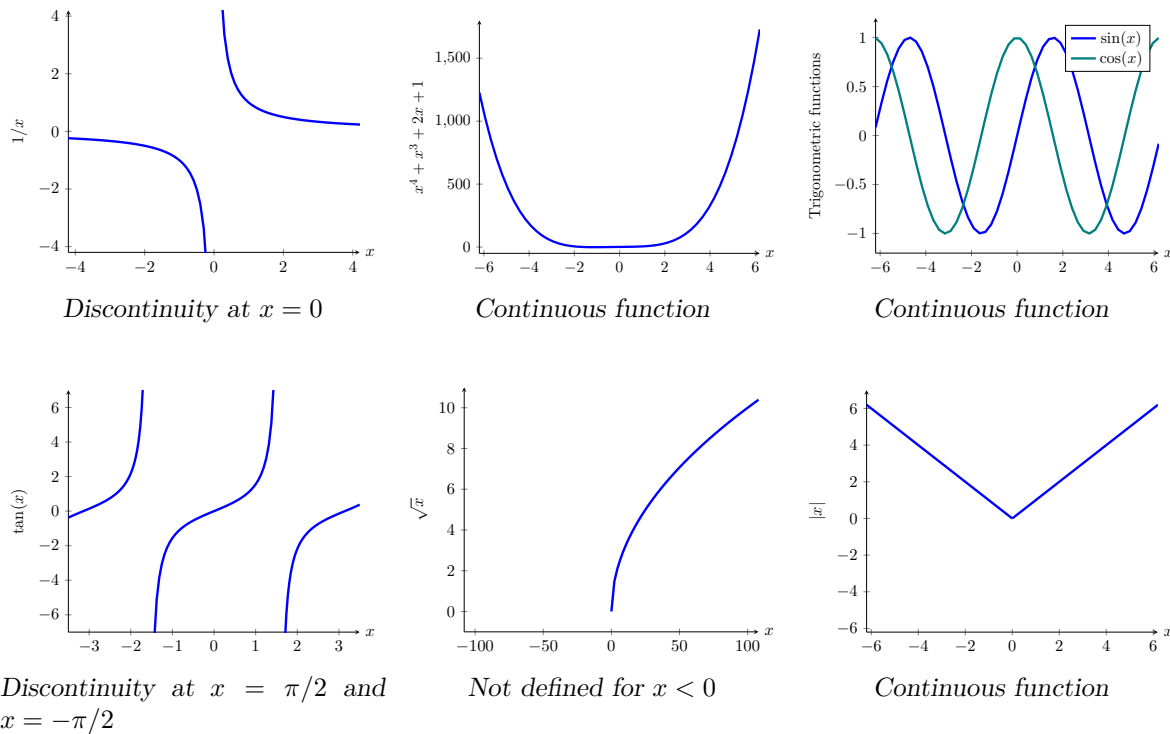 4
2
0
−2
−4
1/x
−4 −2 0 2 4 x
Discontinuity at x = 0
1,500
1,000
500
0
x⁴ + x³ + 2x + 1
−6 −4 −2 0 2 4 6 x
Continuous function
1
0.5
0
−0.5
−1
Trigonometric functions
sin(x)
cos(x)
−6 −4 −2 0 2 4 6 x
Continuous function
6
4
2
0
−2
−4
−6
tan(x)
−3 −2 −1 0 1 2 3 x
Discontinuity at x = π/2 and
x = −π/2
10
8
6
4
2
0
√x
−100 −50 0 50 100 x
Not defined for x < 0
6
4
2
0
−2
−4
−6
|x|
−6 −4 −2 0 2 4 6 x
Continuous function